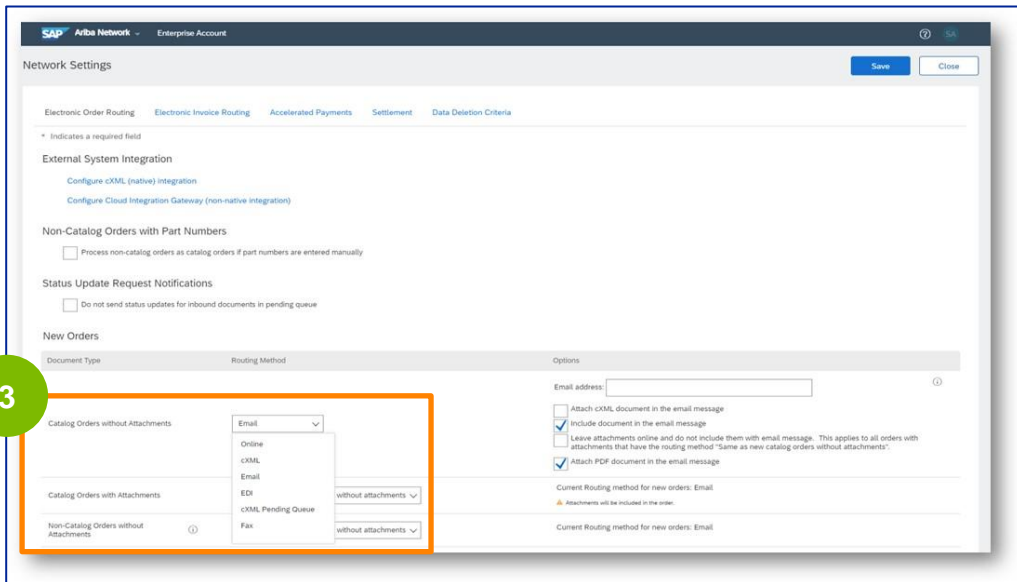 SAP Ariba Network Enterprise Account SA
Network Settings Save Close
Electronic Order Routing Electronic Invoice Routing Accelerated Payments Settlement Data Deletion Criteria
* Indicates a required field
External System Integration
Configure cXML (native) integration
Configure Cloud Integration Gateway (non-native integration)
Non-Catalog Orders with Part Numbers
Process non-catalog orders as catalog orders if part numbers are entered manually
Status Update Request Notifications
Do not send status updates for inbound documents in pending queue
New Orders
Document Type Routing Method Options
3
Email address:
Catalog Orders without Attachments Email
Attach cXML document in the email message
Include document in the email message
Leave attachments online and do not include them with email message. This applies to all orders with
attachments that have the routing method "Same as new catalog orders without attachments".
Attach PDF document in the email message
Online
cXML
Email
EDI
cXML Pending Queue
Fax
Catalog Orders with Attachments without attachments Current Routing method for new orders: Email
Attachments will be included in the order.
Non-Catalog Orders without
Attachments without attachments Current Routing method for new orders: Email